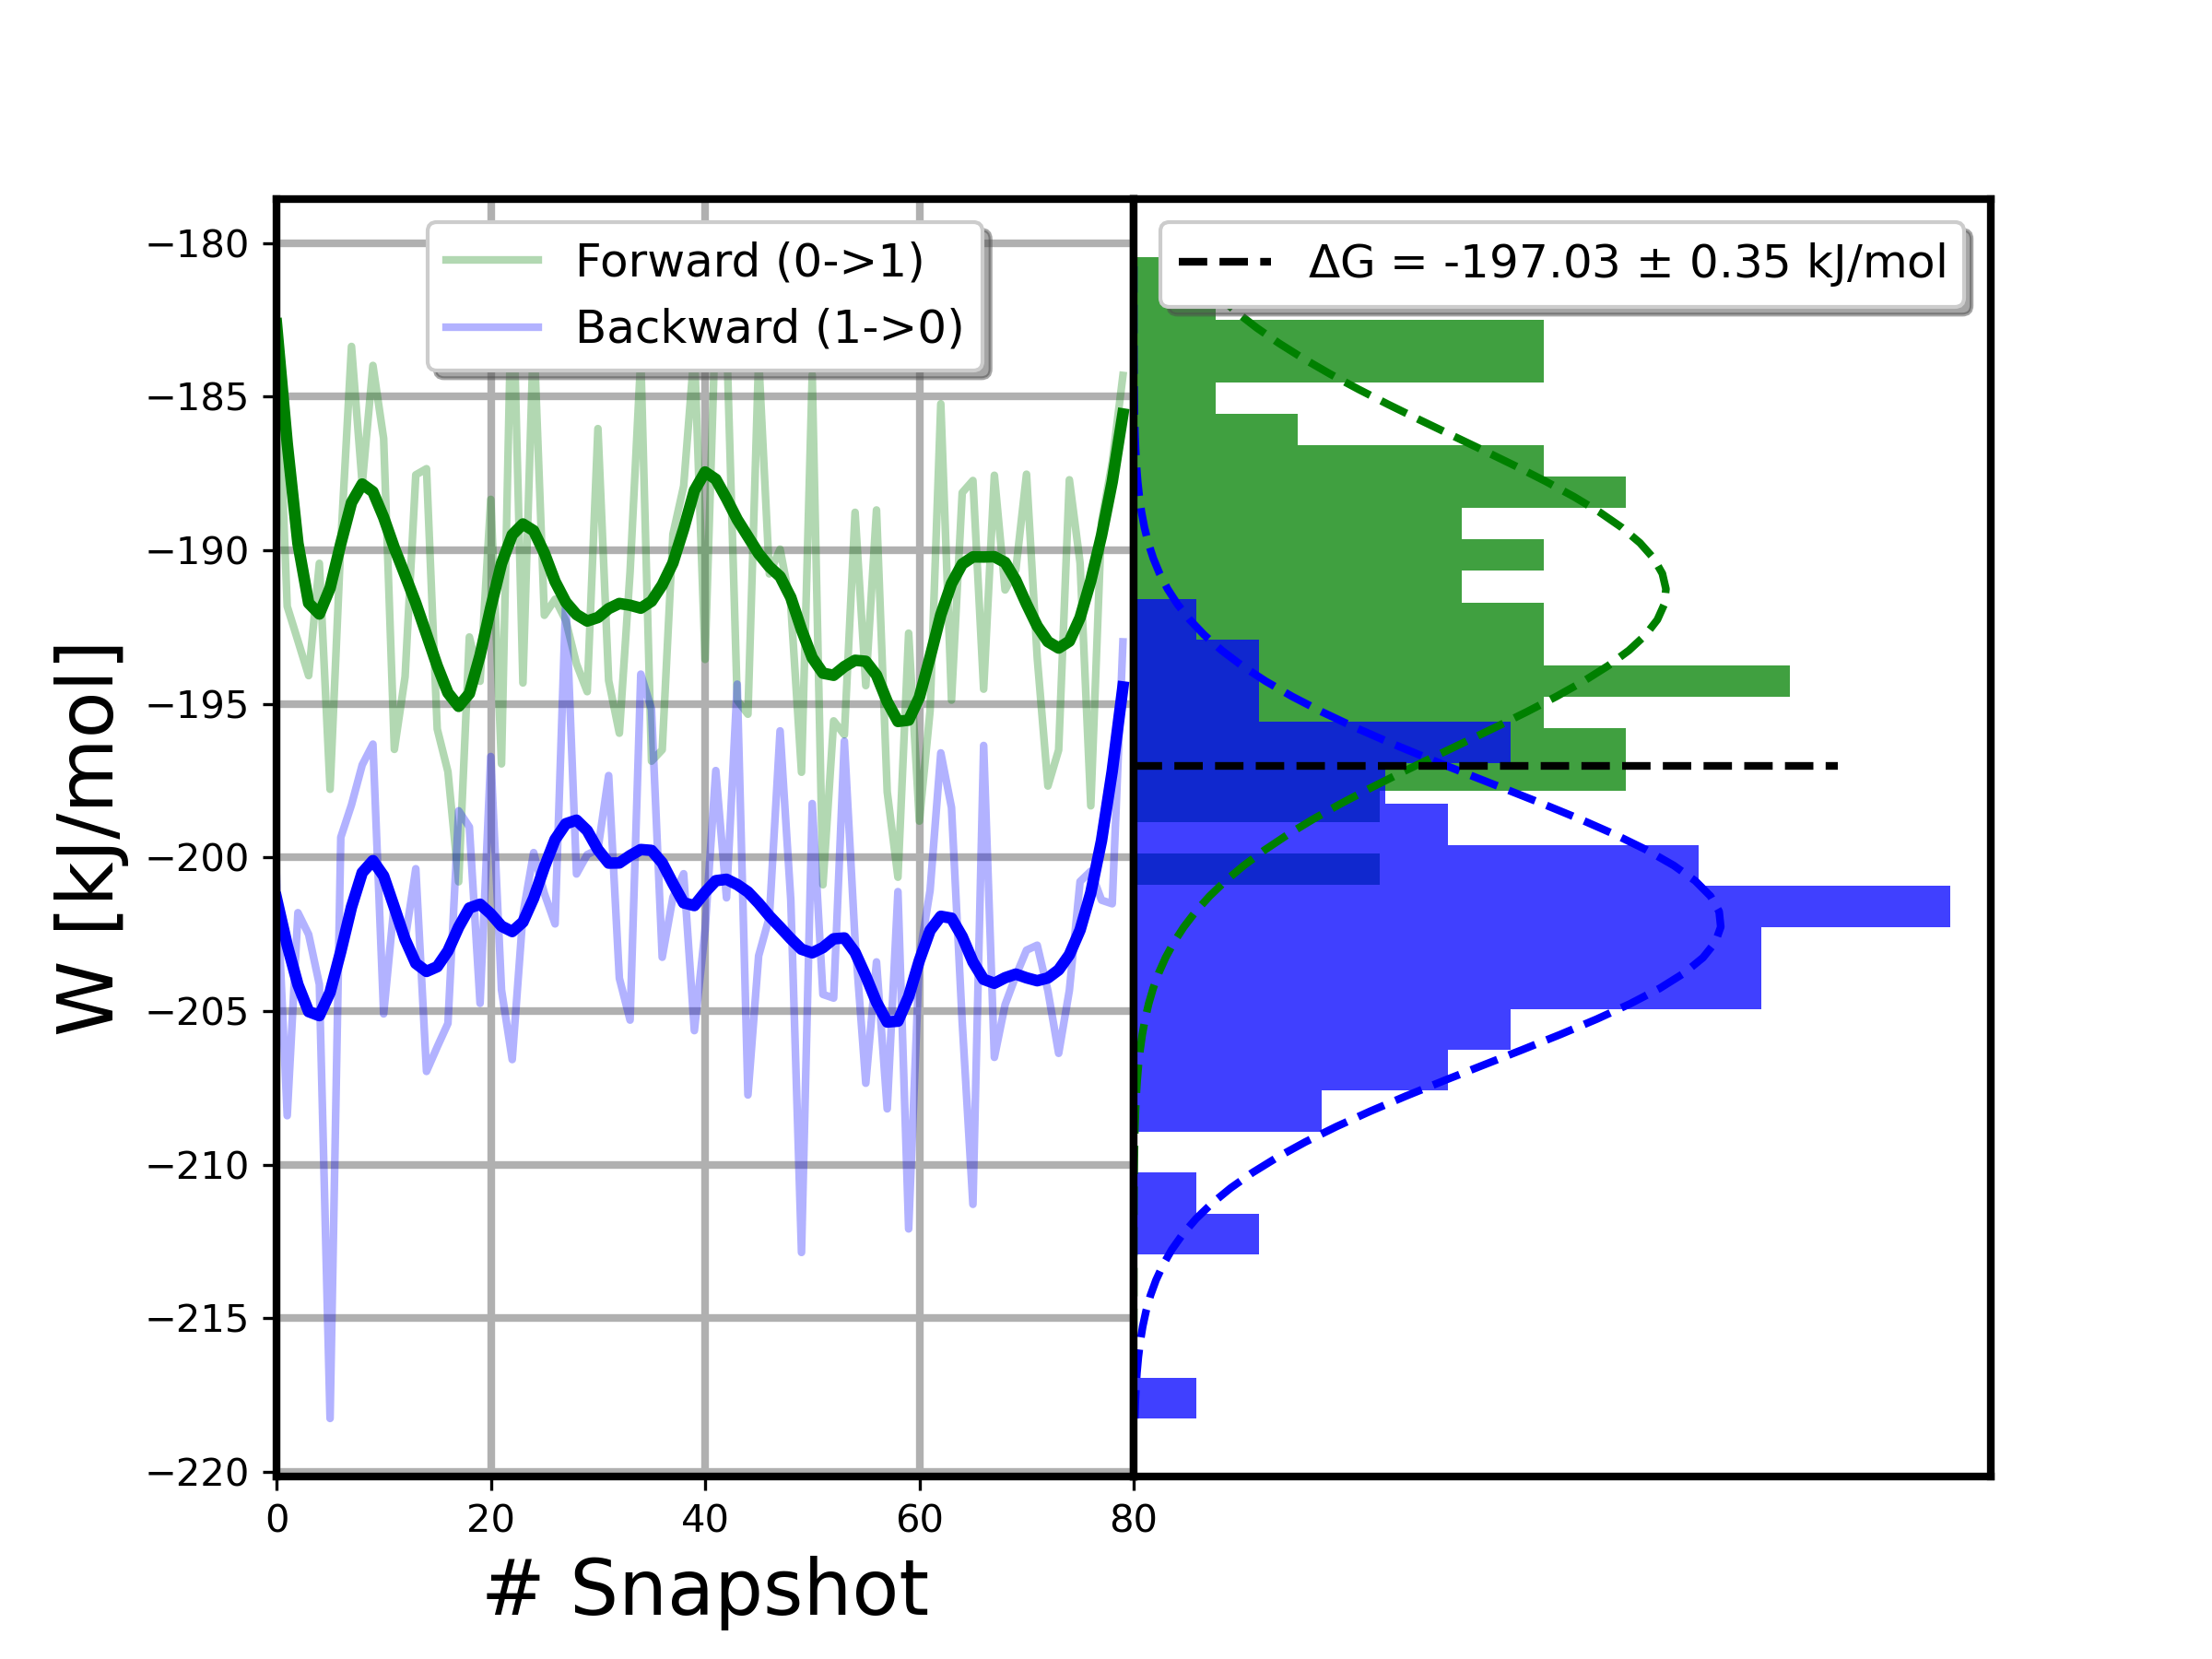 Forward (0->1)
Backward (1->0)
ΔG = -197.03 ± 0.35 kJ/mol
−180
−185
−190
−195
−200
−205
−210
−215
−220
W [kJ/mol]
0 20 40 60 80
# Snapshot